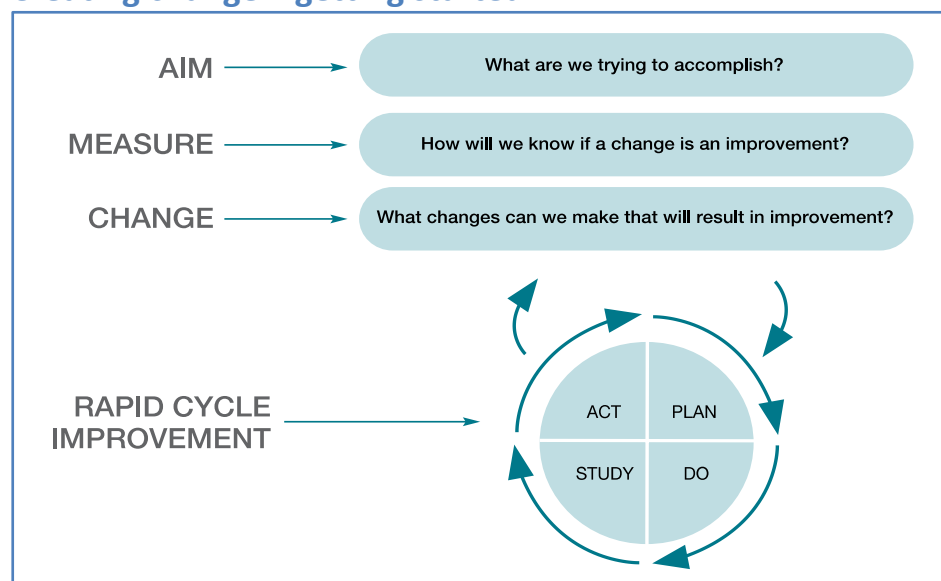 AIM
What are we trying to accomplish?
MEASURE
How will we know if a change is an improvement?
CHANGE
What changes can we make that will result in improvement?
ACT
PLAN
RAPID CYCLE
IMPROVEMENT
STUDY
DO